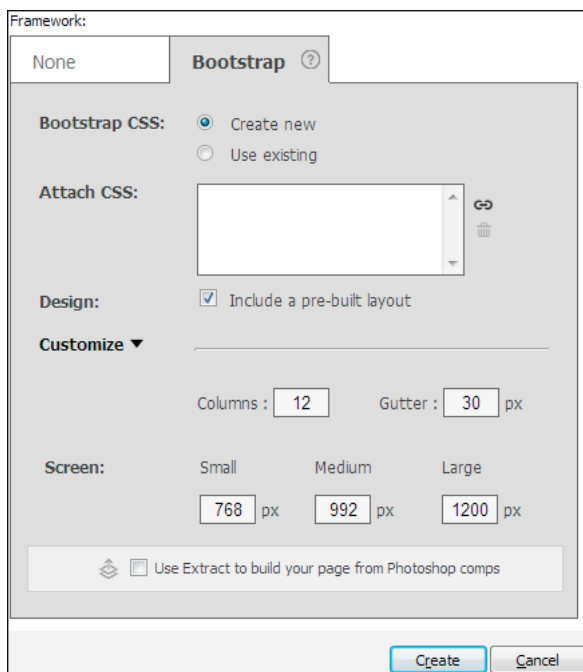 Framework:
None
Bootstrap ?
Bootstrap CSS: Create new
Use existing
Attach CSS:
Design: Include a pre-built layout
Customize
Columns : 12 Gutter : 30 px
Screen: Small Medium Large
768 px 992 px 1200 px
Use Extract to build your page from Photoshop comps
Create Cancel